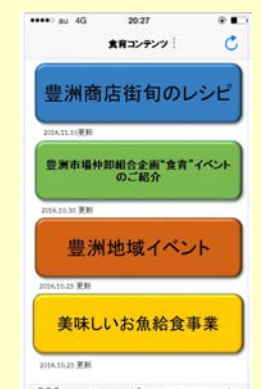 au 4G 20:27
食育コンテンツ
豊洲商店街旬のレシピ
2016.11.10更新
豊洲市場仲卸組合企画"食育"イベント
のご紹介
2016.10.30 更新
豊洲地域イベント
2016.10.25 更新
美味しいお魚給食事業
2016.10.25 更新